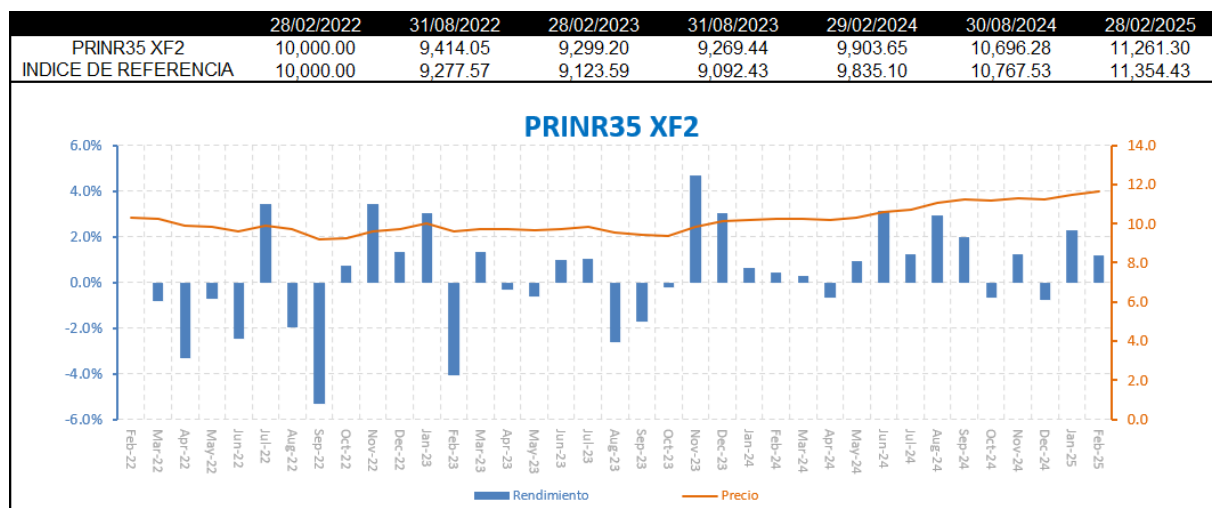 28/02/2022 31/08/2022 28/02/2023 31/08/2023 29/02/2024 30/08/2024 28/02/2025
PRINR35 XF2 10,000.00 9,414.05 9,299.20 9,269.44 9,903.65 10,696.28 11,261.30
INDICE DE REFERENCIA 10,000.00 9,277.57 9,123.59 9,092.43 9,835.10 10,767.53 11,354.43
PRINR35 XF2
6.0% 14.0
4.0% 12.0
2.0% 10.0
0.0% 8.0
-2.0% 6.0
-4.0% 4.0
-6.0% 2.0
0.0
Feb-22 Mar-22 Apr-22 May-22 Jun-22 Jul-22 Aug-22 Sep-22 Oct-22 Nov-22 Dec-22 Jan-23 Feb-23 Mar-23 Apr-23 May-23 Jun-23 Jul-23 Aug-23 Sep-23 Oct-23 Nov-23 Dec-23 Jan-24 Feb-24 Mar-24 Apr-24 May-24 Jun-24 Jul-24 Aug-24 Sep-24 Oct-24 Nov-24 Dec-24 Jan-25 Feb-25
Rendimiento Precio